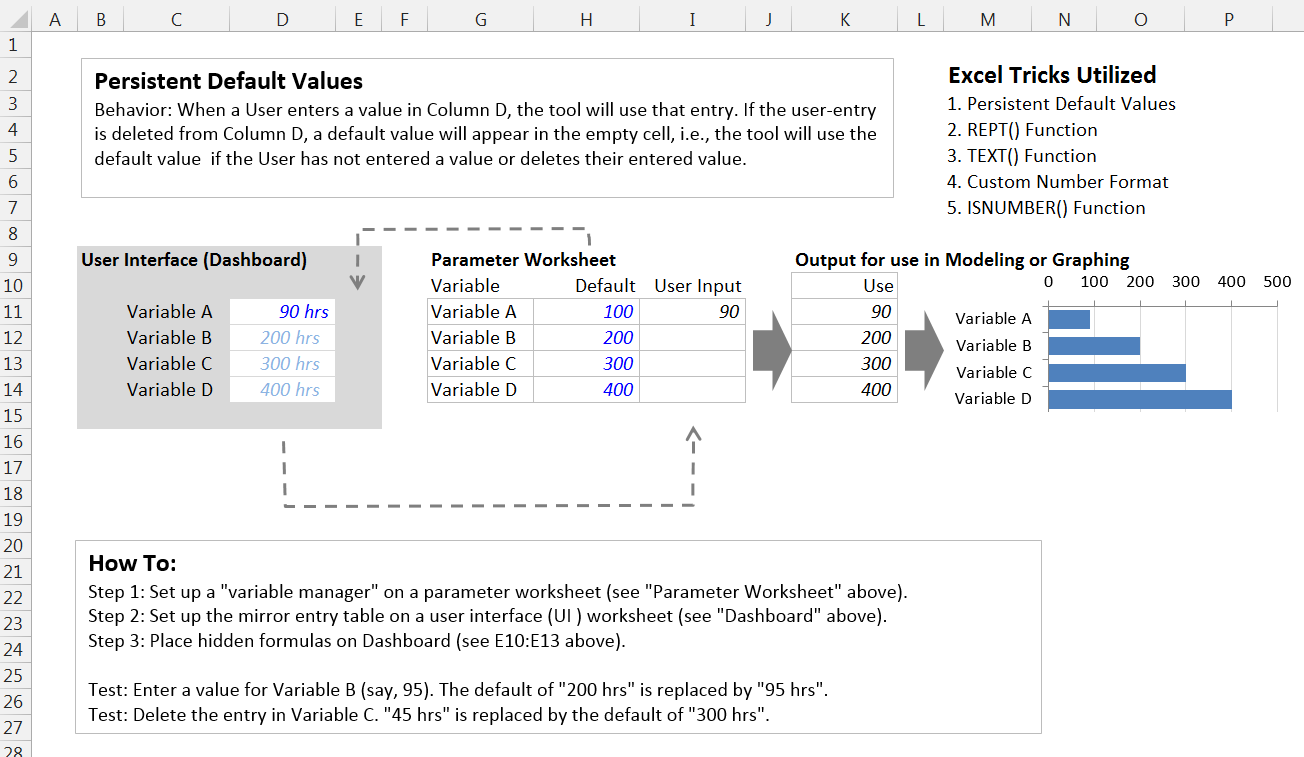 A B C D E F G H I J K L M N O P
1
2
3
4
5
6
7
8
9
10
11
12
13
14
15
16
17
18
19
20
21
22
23
24
25
26
27
28
Persistent Default Values
Behavior: When a User enters a value in Column D, the tool will use that entry. If the user-entry
is deleted from Column D, a default value will appear in the empty cell, i.e., the tool will use the
default value  if the User has not entered a value or deletes their entered value.
Excel Tricks Utilized
1. Persistent Default Values
2. REPT() Function
3. TEXT() Function
4. Custom Number Format
5. ISNUMBER() Function
User Interface (Dashboard)
Variable A 90 hrs
Variable B 200 hrs
Variable C 300 hrs
Variable D 400 hrs
Parameter Worksheet
Variable Default User Input
Variable A 100 90
Variable B 200
Variable C 300
Variable D 400
Output for use in Modeling or Graphing
Use
90
200
300
400
0 100 200 300 400 500
Variable A
Variable B
Variable C
Variable D
How To:
Step 1: Set up a "variable manager" on a parameter worksheet (see "Parameter Worksheet" above).
Step 2: Set up the mirror entry table on a user interface (UI ) worksheet (see "Dashboard" above).
Step 3: Place hidden formulas on Dashboard (see E10:E13 above).
Test: Enter a value for Variable B (say, 95). The default of "200 hrs" is replaced by "95 hrs".
Test: Delete the entry in Variable C. "45 hrs" is replaced by the default of "300 hrs".